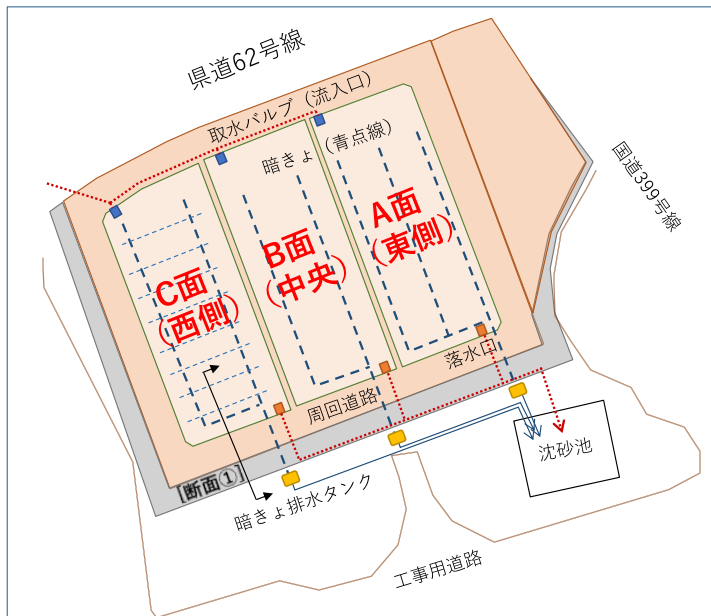 県道62号線
取水バルブ（流入口）
暗きょ（青点線）
国道399号線
A面
（東側）
B面
（中央）
C面
（西側）
落水口
周回道路
[断面①]
暗きょ排水タンク
沈砂池
工事用道路